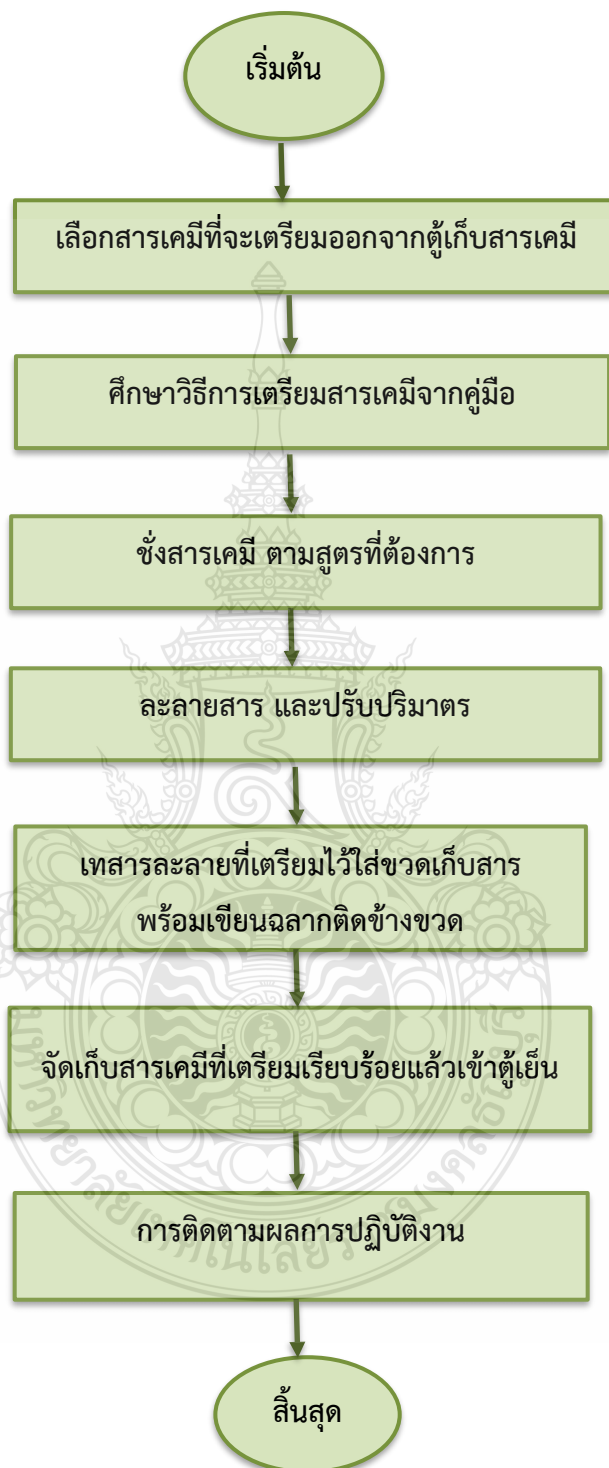 เริ่มต้น
เลือกสารเคมีที่จะเตรียมออกจากตู้เก็บสารเคมี
ศึกษาวิธีการเตรียมสารเคมีจากคู่มือ
ชั่งสารเคมี ตามสูตรที่ต้องการ
ละลายสาร และปรับปริมาตร
เทสารละลายที่เตรียมไว้ใส่ขวดเก็บสาร
พร้อมเขียนฉลากติดข้างขวด
จัดเก็บสารเคมีที่เตรียมเรียบร้อยแล้วเข้าตู้เย็น
การติดตามผลการปฏิบัติงาน
สิ้นสุด